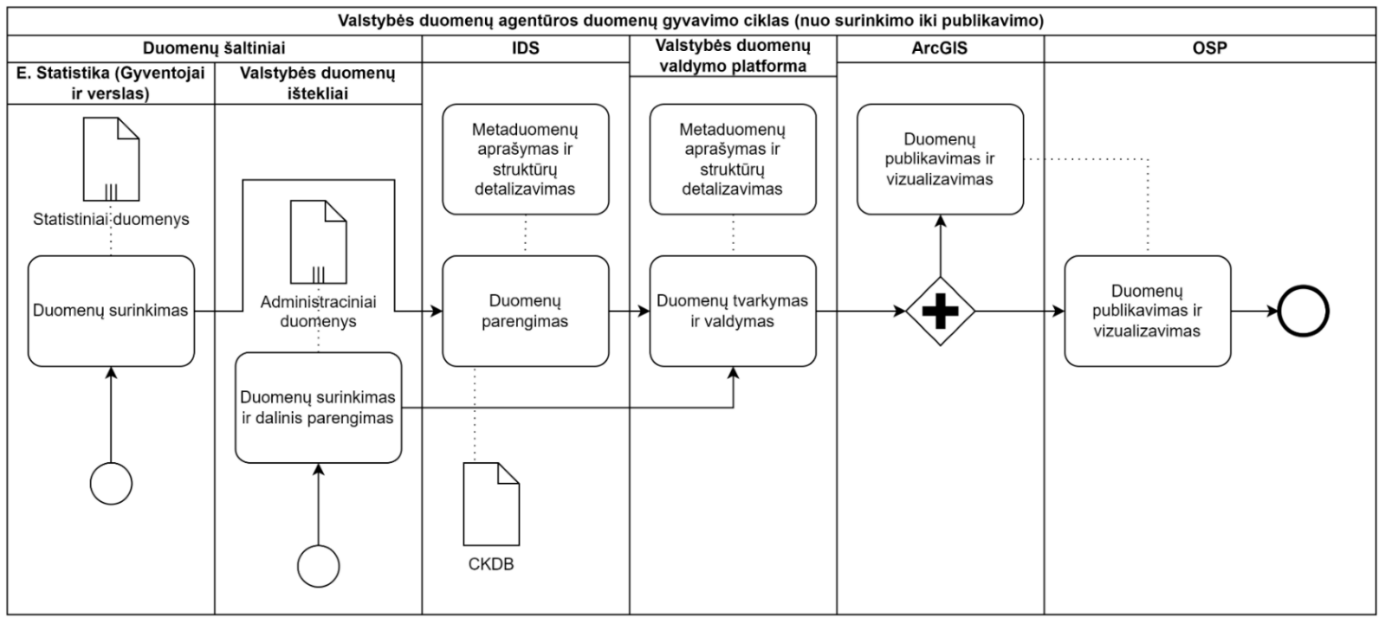 Valstybės duomenų agentūros duomenų gyvavimo ciklas (nuo surinkimo iki publikavimo)
Duomenų šaltiniai
IDS
Valstybės duomenų
valdymo platforma
ArcGIS
OSP
E. Statistika (Gyventojai
ir verslas)
Valstybės duomenų
ištekliai
Statistiniai duomenys
Duomenų surinkimas
Administraciniai
duomenys
Duomenų surinkimas
ir dalinis parengimas
Metaduomenų
aprašymas ir
struktūrų
detalizavimas
Duomenų
parengimas
CKDB
Metaduomenų
aprašymas ir
struktūrų
detalizavimas
Duomenų tvarkymas
ir valdymas
Duomenų
publikavimas ir
vizualizavimas
Duomenų
publikavimas ir
vizualizavimas